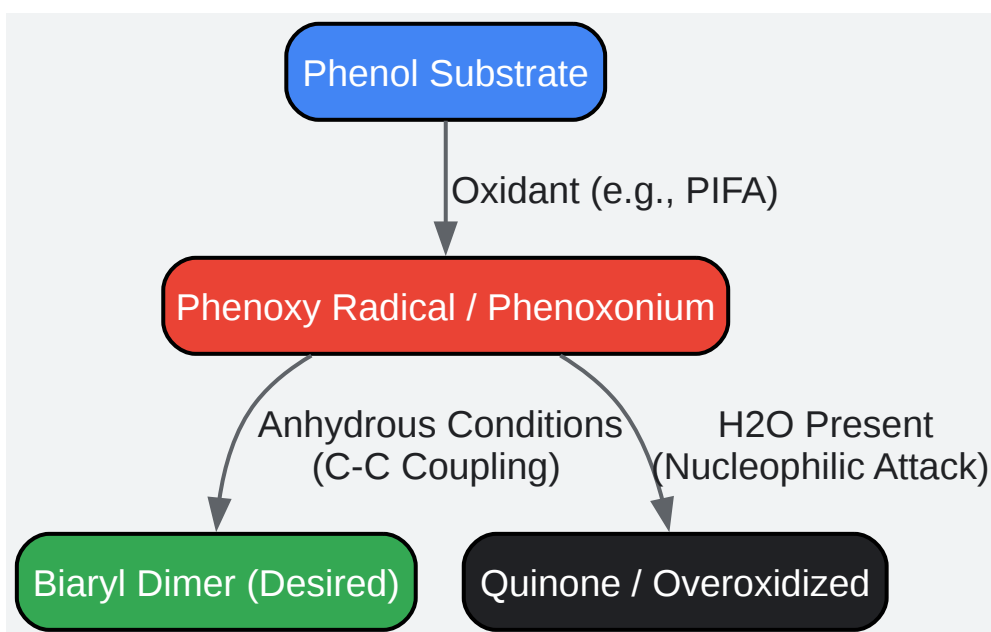 Phenol Substrate
Oxidant (e.g., PIFA)
Phenoxy Radical / Phenoxonium
Anhydrous Conditions
(C-C Coupling)
H2O Present
(Nucleophilic Attack)
Biaryl Dimer (Desired)
Quinone / Overoxidized